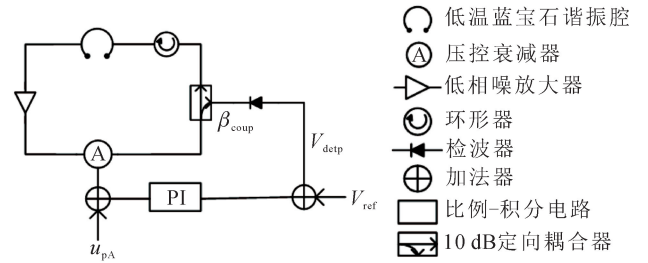 低温蓝宝石谐振腔
A 压控衰减器
低相噪放大器
环形器
检波器
加法器
比例-积分电路
10 dB定向耦合器
β_coup
V_detp
A
PI
V_ref
u_pA